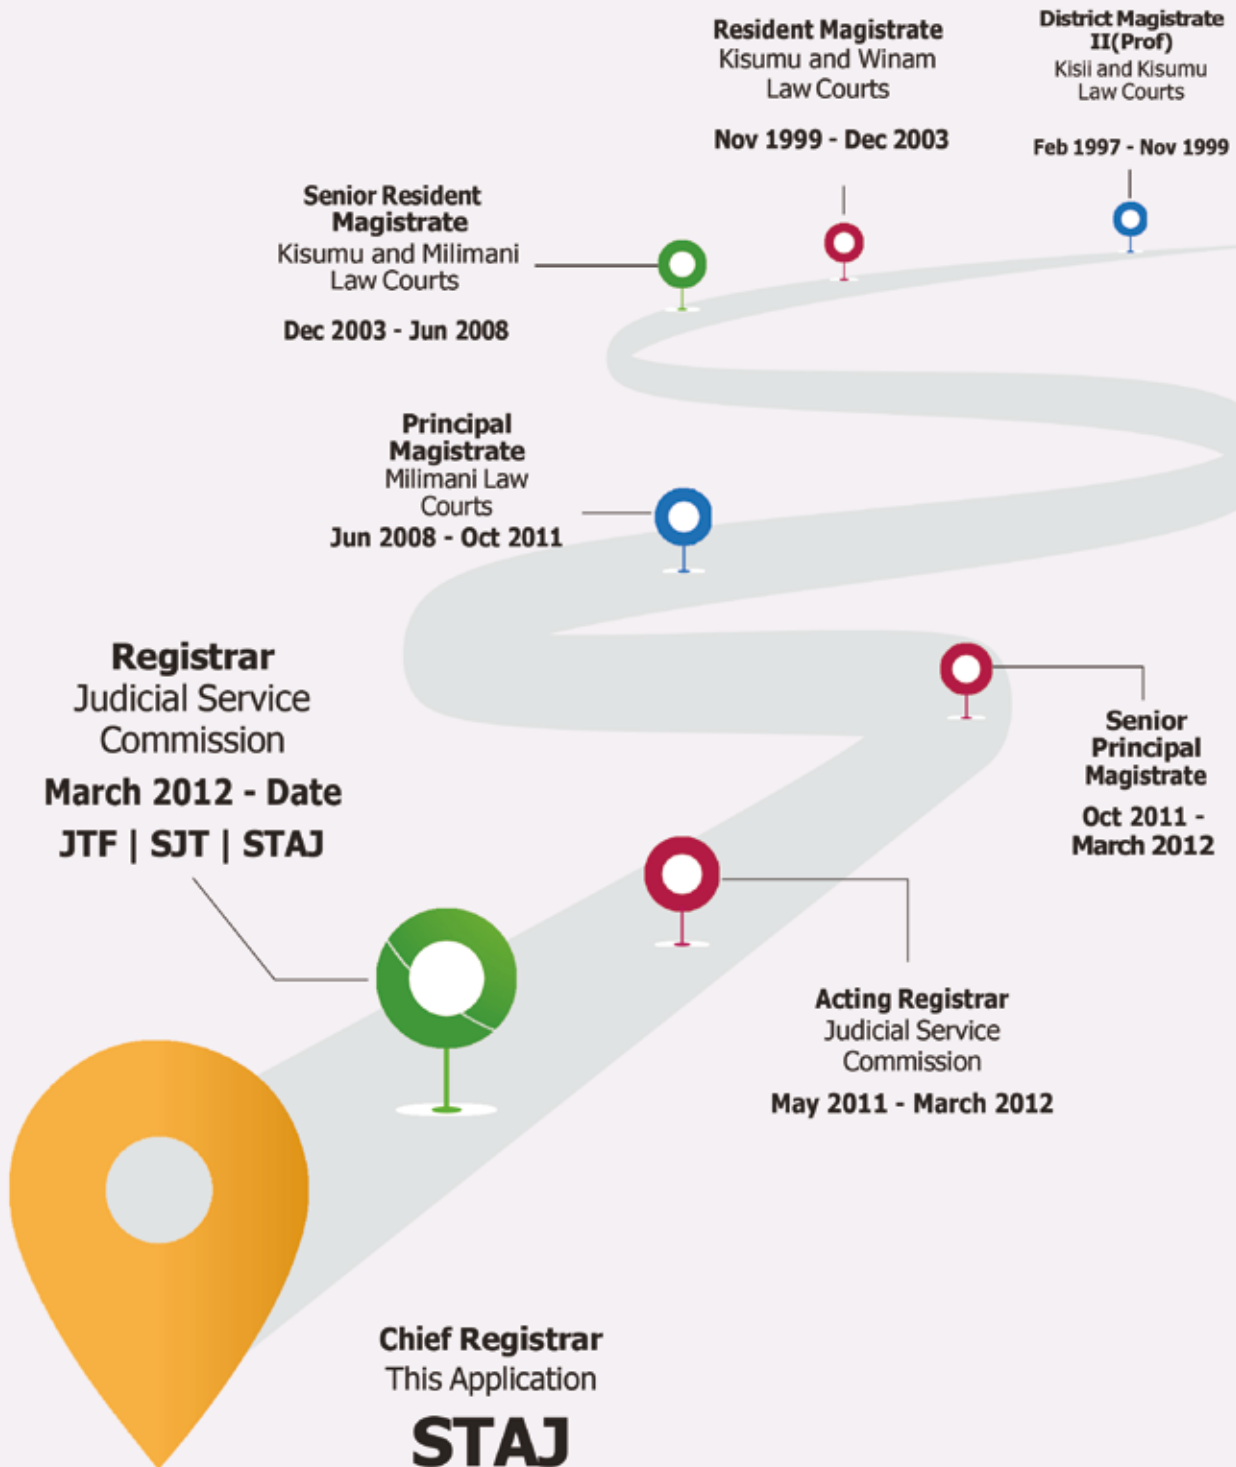 Resident Magistrate
Kisumu and Winam
Law Courts
Nov 1999 - Dec 2003
District Magistrate
II(Prof)
Kisii and Kisumu
Law Courts
Feb 1997 - Nov 1999
Senior Resident
Magistrate
Kisumu and Milimani
Law Courts
Dec 2003 - Jun 2008
Principal
Magistrate
Milimani Law
Courts
Jun 2008 - Oct 2011
Registrar
Judicial Service
Commission
March 2012 - Date
JTF | SJT | STAJ
Senior
Principal
Magistrate
Oct 2011 -
March 2012
Acting Registrar
Judicial Service
Commission
May 2011 - March 2012
Chief Registrar
This Application
STAJ